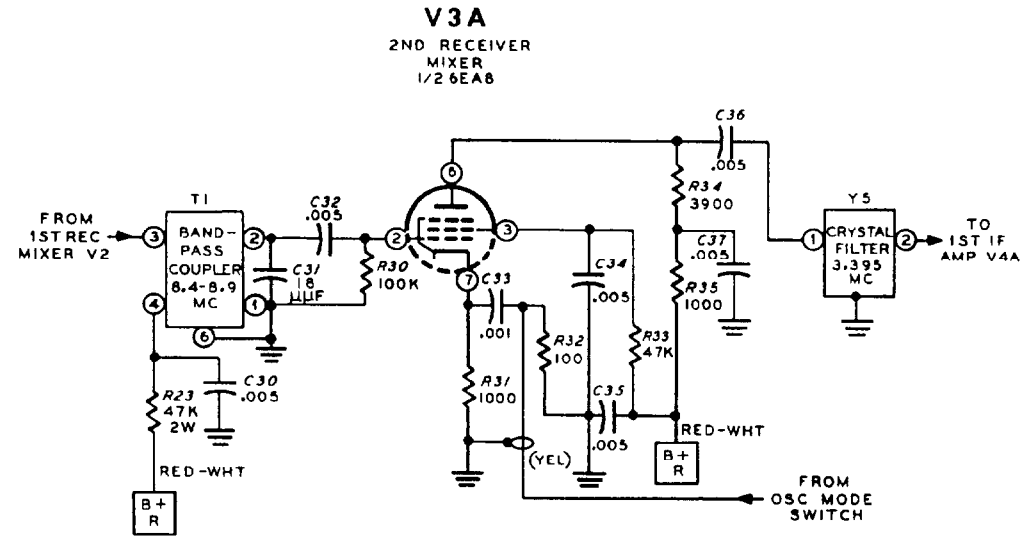 V3A
2ND RECEIVER
MIXER
1/2 6EA8
C36
.005
8
R34
3900
T1
C32
.005
Y5
FROM
1ST REC
MIXER V2
3
BAND-
PASS
COUPLER
8.4-8.9
MC
2
2
3
C37
.005
1
CRYSTAL
FILTER
3.395
MC
2
TO
1ST IF
AMP V4A
C31
18
µµF
R30
100K
7
C33
.001
C34
.005
R35
1000
4
1
6
R32
100
R33
47K
C30
.005
R23
47K
2W
R31
1000
C35
.005
RED-WHT
(YEL)
B+
R
RED-WHT
B+
R
FROM
OSC MODE
SWITCH